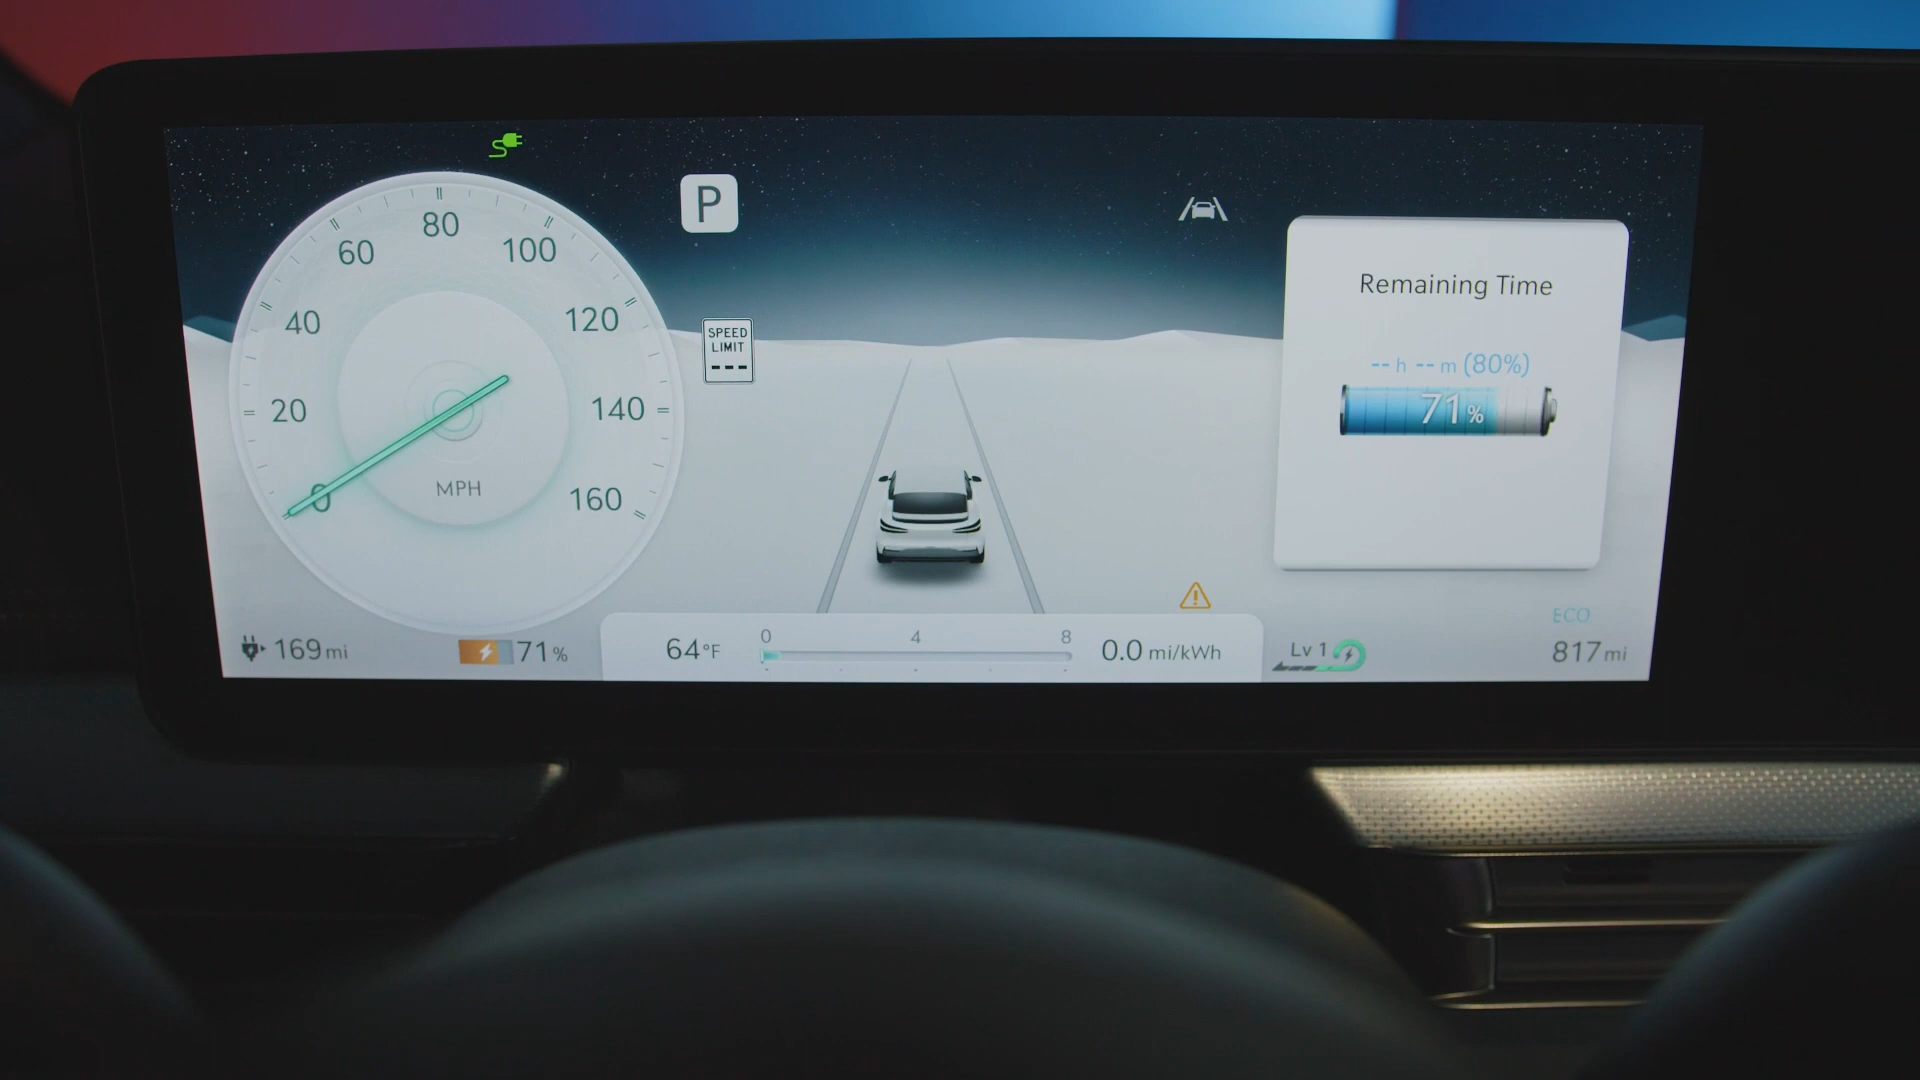 80
60
100
40
120
20
140
0
160
MPH
P
SPEED
LIMIT
---
Remaining Time
-- h -- m (80%)
71%
ECO
169 mi
71%
64°F
0 4 8
0.0 mi/kWh
Lv 1
817 mi